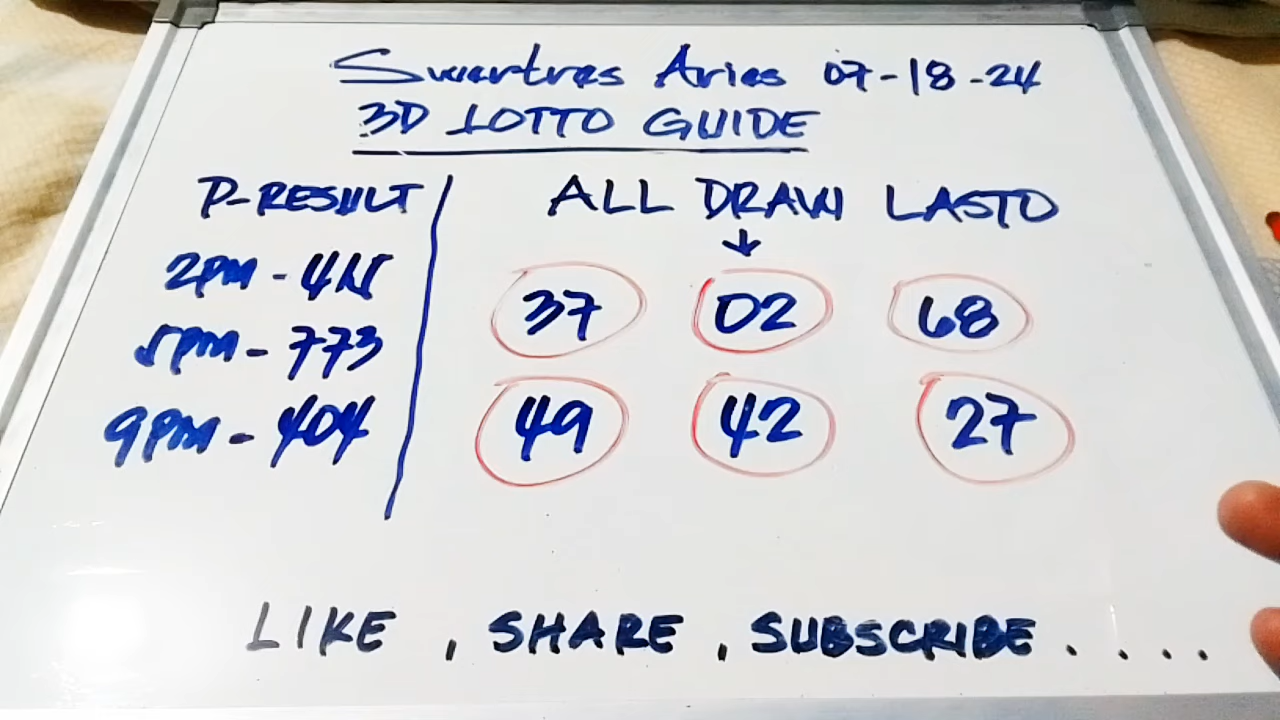 Swertres Aries 07-18-24
3D LOTTO GUIDE
P-RESULT
2PM - 415
5PM - 773
9PM - 404
ALL DRAW LASTO
37 02 68
49 42 27
LIKE , SHARE , SUBSCRIBE . . . .